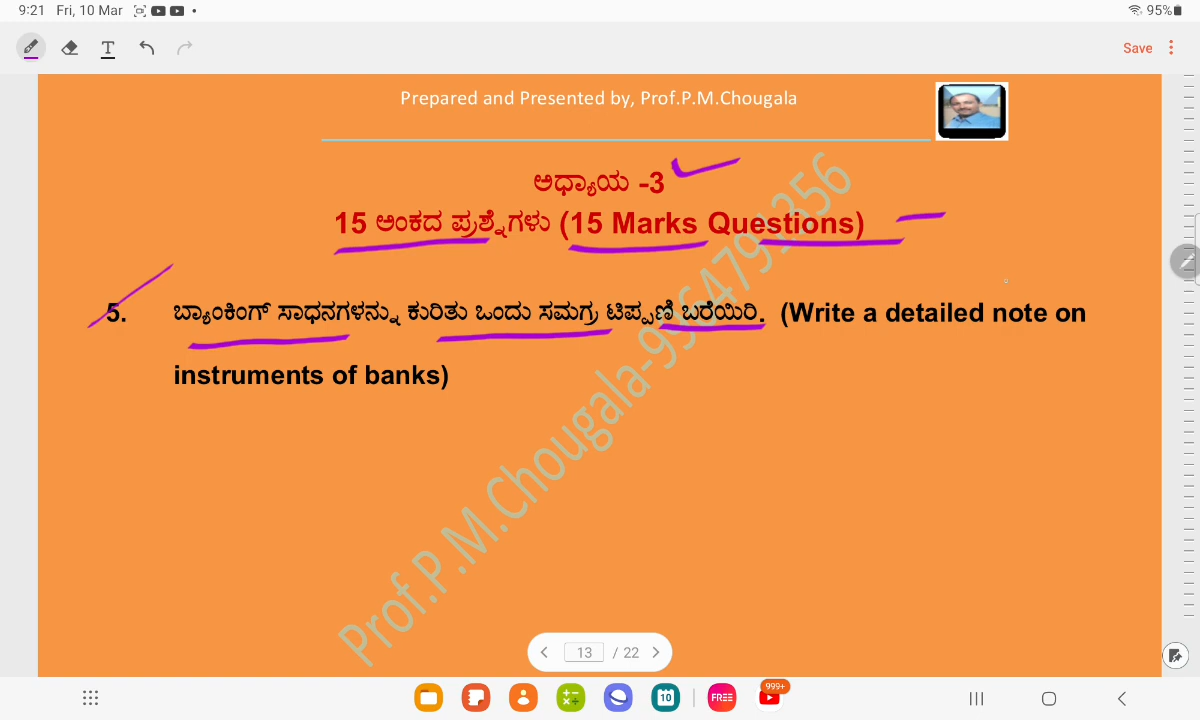 9:21 Fri, 10 Mar
95%
Save
Prepared and Presented by, Prof.P.M.Chougala
ಅಧ್ಯಾಯ -3
15 ಅಂಕದ ಪ್ರಶ್ನೆಗಳು (15 Marks Questions)
5. ಬ್ಯಾಂಕಿಂಗ್ ಸಾಧನಗಳನ್ನು ಕುರಿತು ಒಂದು ಸಮಗ್ರ ಟಿಪ್ಪಣಿ ಬರೆಯಿರಿ. (Write a detailed note on
instruments of banks)
Prof.P.M.Chougala-9964791356
13 / 22
10
FREE
999+